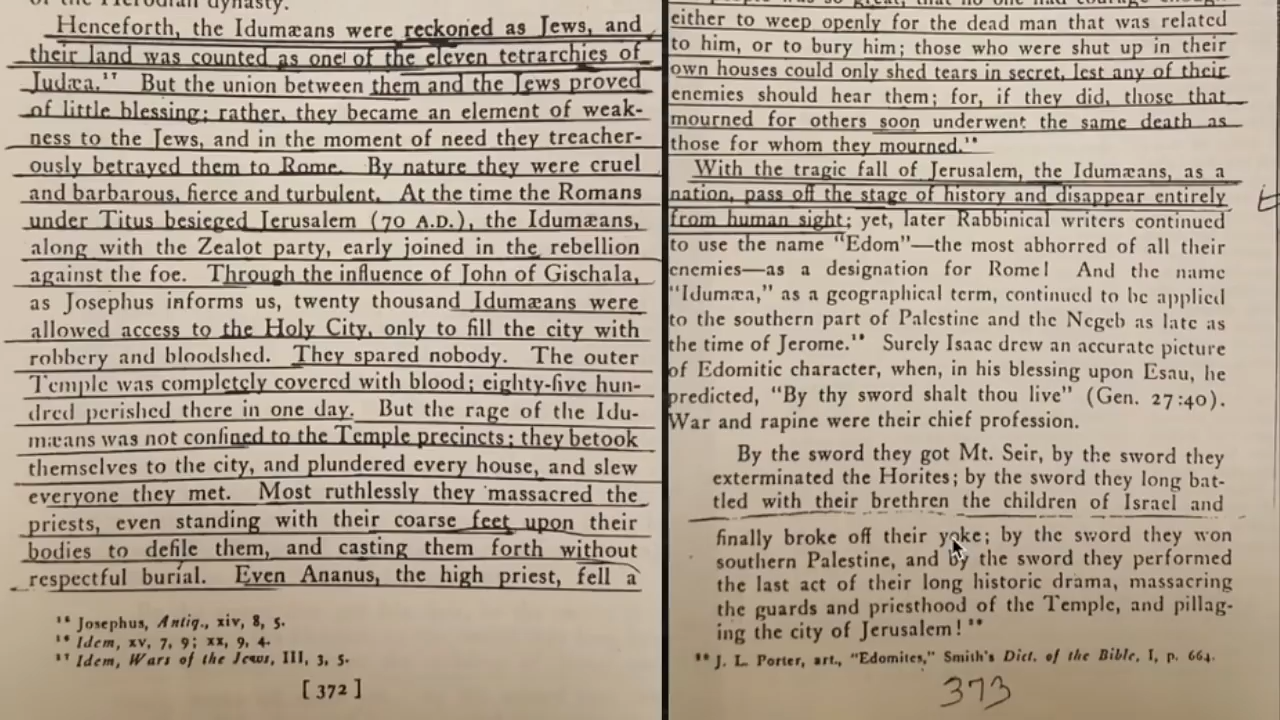 of the Herodian dynasty.
Henceforth, the Idumæans were reckoned as Jews, and
their land was counted as one of the eleven tetrarchies of
Judæa.¹⁷ But the union between them and the Jews proved
of little blessing; rather, they became an element of weak-
ness to the Jews, and in the moment of need they treacher-
ously betrayed them to Rome. By nature they were cruel
and barbarous, fierce and turbulent. At the time the Romans
under Titus besieged Jerusalem (70 A.D.), the Idumæans,
along with the Zealot party, early joined in the rebellion
against the foe. Through the influence of John of Gischala,
as Josephus informs us, twenty thousand Idumæans were
allowed access to the Holy City, only to fill the city with
robbery and bloodshed. They spared nobody. The outer
Temple was completely covered with blood; eighty-five hun-
dred perished there in one day. But the rage of the Idu-
mæans was not confined to the Temple precincts; they betook
themselves to the city, and plundered every house, and slew
everyone they met. Most ruthlessly they massacred the
priests, even standing with their coarse feet upon their
bodies to defile them, and casting them forth without
respectful burial. Even Ananus, the high priest, fell a
Josephus, Antiq., xiv, 8, 5.
¹⁶ Idem, xv, 7, 9; xx, 9, 4.
¹⁷ Idem, Wars of the Jews, III, 3, 5.
[ 372 ]
either to weep openly for the dead man that was related
to him, or to bury him; those who were shut up in their
own houses could only shed tears in secret, lest any of their
enemies should hear them; for, if they did, those that
mourned for others soon underwent the same death as
those for whom they mourned."
With the tragic fall of Jerusalem, the Idumæans, as a
nation, pass off the stage of history and disappear entirely
from human sight; yet, later Rabbinical writers continued
to use the name "Edom"—the most abhorred of all their
enemies—as a designation for Rome! And the name
"Idumæa," as a geographical term, continued to be applied
to the southern part of Palestine and the Negeb as late as
the time of Jerome. Surely Isaac drew an accurate picture
of Edomitic character, when, in his blessing upon Esau, he
predicted, "By thy sword shalt thou live" (Gen. 27:40).
War and rapine were their chief profession.
By the sword they got Mt. Seir, by the sword they
exterminated the Horites; by the sword they long bat-
tled with their brethren the children of Israel and
finally broke off their yoke; by the sword they won
southern Palestine, and by the sword they performed
the last act of their long historic drama, massacring
the guards and priesthood of the Temple, and pillag-
ing the city of Jerusalem!
J. L. Porter, art., "Edomites," Smith's Dict. of the Bible, I, p. 664.
373